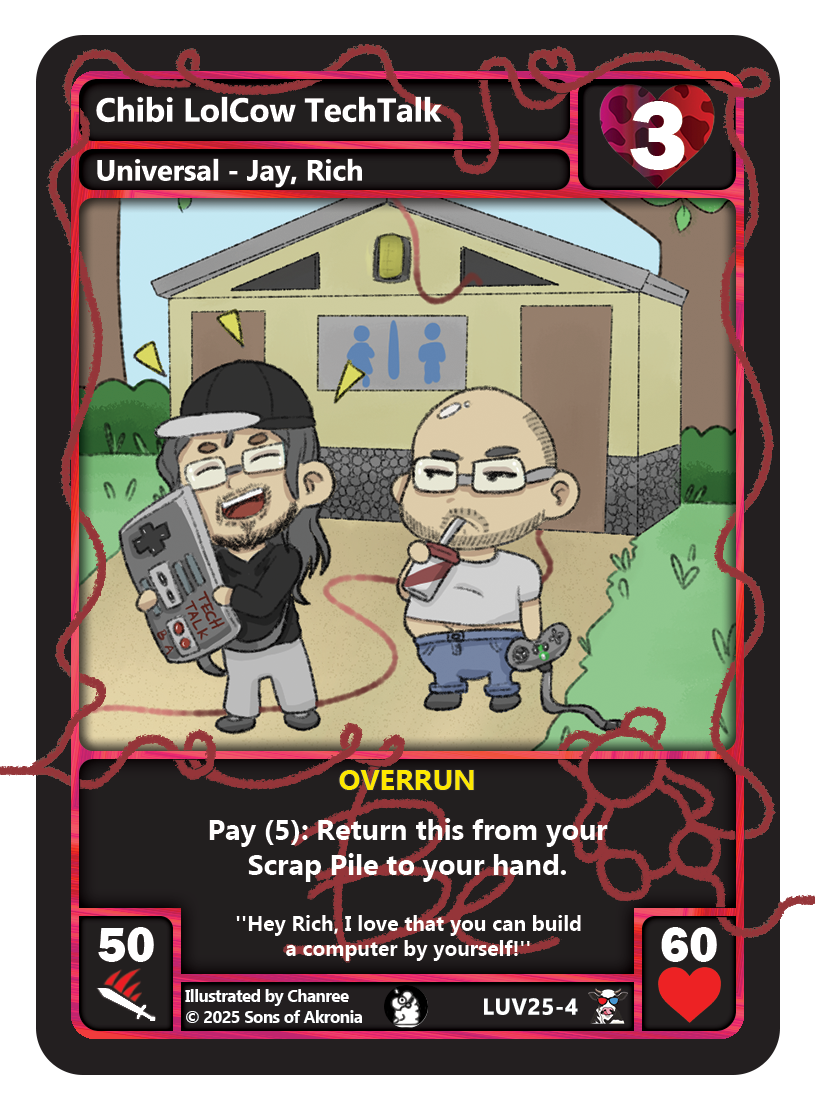 Chibi LolCow TechTalk
3
Universal - Jay, Rich
TECH
TALK
B A
OVERRUN
Pay (5): Return this from your
Scrap Pile to your hand.
Be
''Hey Rich, I love that you can build
a computer by yourself!''
50
60
Illustrated by Chanree
© 2025 Sons of Akronia
LUV25-4